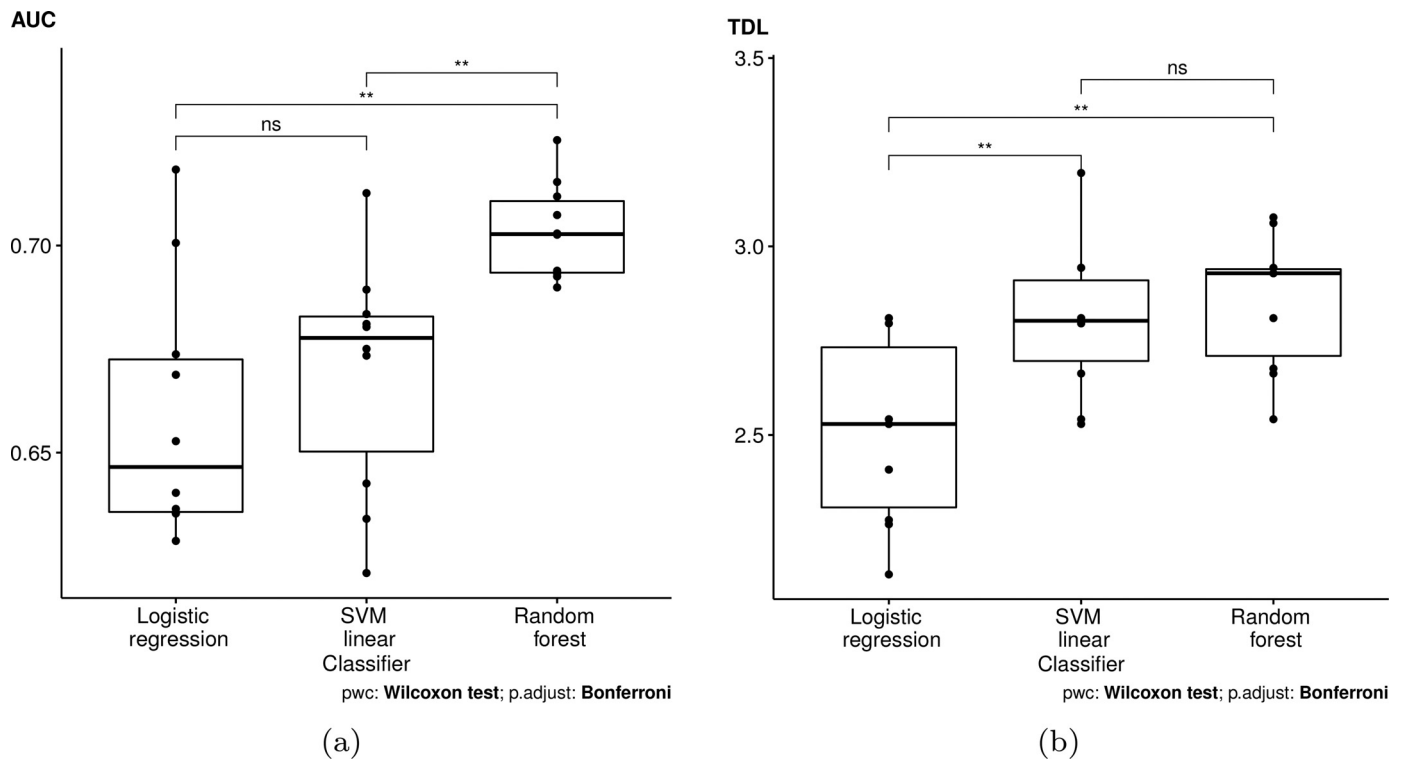 AUC
**
**
ns
0.70
0.65
Logistic
regression
SVM
linear
Classifier
Random
forest
pwc: Wilcoxon test; p.adjust: Bonferroni
(a)
TDL
3.5
ns
**
**
3.0
2.5
Logistic
regression
SVM
linear
Classifier
Random
forest
pwc: Wilcoxon test; p.adjust: Bonferroni
(b)